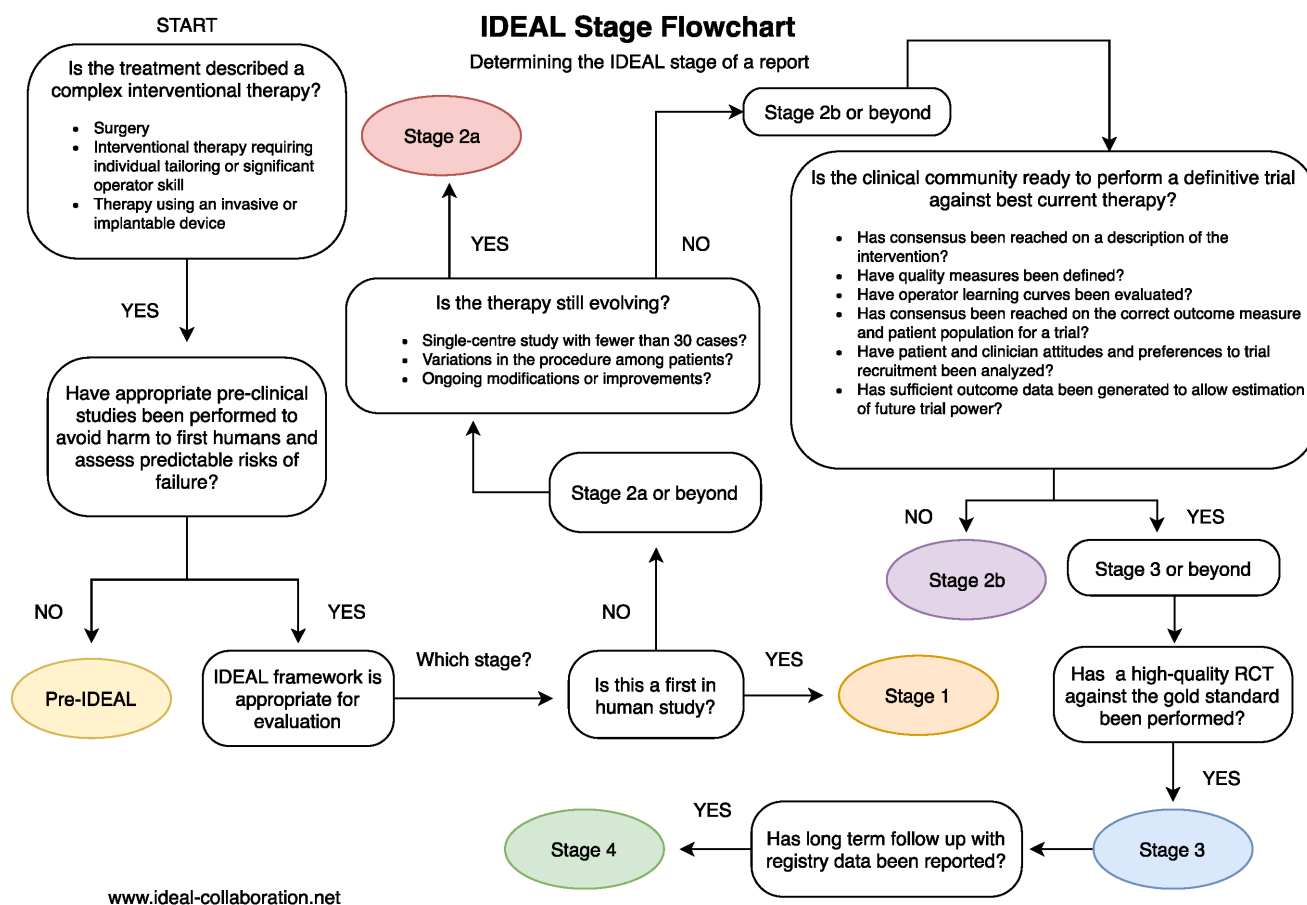 IDEAL Stage Flowchart
Determining the IDEAL stage of a report
START
Is the treatment described a
complex interventional therapy?
• Surgery
• Interventional therapy requiring
individual tailoring or significant
operator skill
• Therapy using an invasive or
implantable device
YES
Have appropriate pre-clinical
studies been performed to
avoid harm to first humans and
assess predictable risks of
failure?
NO
YES
Pre-IDEAL
IDEAL framework is
appropriate for
evaluation
Which stage?
Is this a first in
human study?
YES
Stage 1
NO
Stage 2a or beyond
Is the therapy still evolving?
• Single-centre study with fewer than 30 cases?
• Variations in the procedure among patients?
• Ongoing modifications or improvements?
YES
Stage 2a
NO
Stage 2b or beyond
Is the clinical community ready to perform a definitive trial
against best current therapy?
• Has consensus been reached on a description of the
intervention?
• Have quality measures been defined?
• Have operator learning curves been evaluated?
• Has consensus been reached on the correct outcome measure
and patient population for a trial?
• Have patient and clinician attitudes and preferences to trial
recruitment been analyzed?
• Has sufficient outcome data been generated to allow estimation
of future trial power?
NO
Stage 2b
YES
Stage 3 or beyond
Has a high-quality RCT
against the gold standard
been performed?
YES
Stage 3
Has long term follow up with
registry data been reported?
YES
Stage 4
www.ideal-collaboration.net